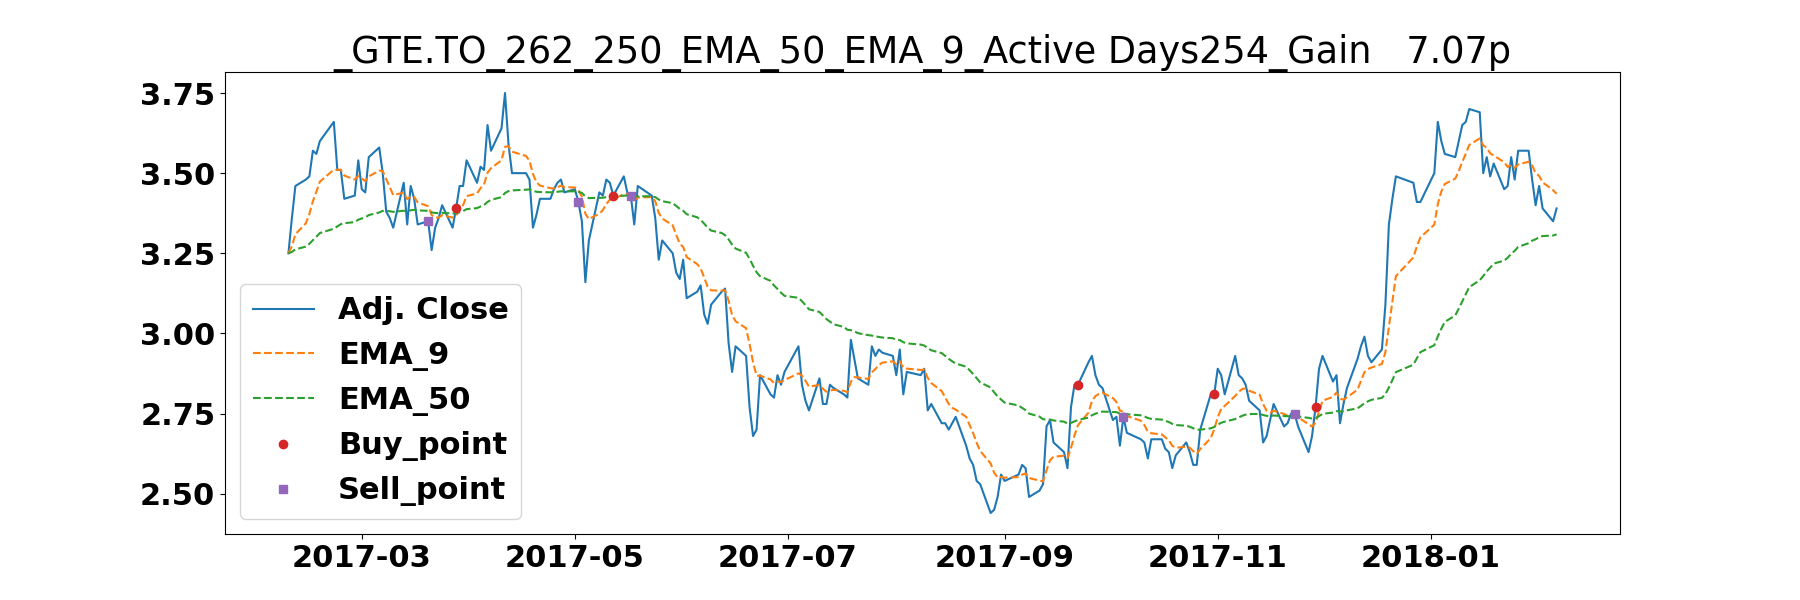 _GTE.TO_262_250_EMA_50_EMA_9_Active Days254_Gain   7.07p
3.75
3.50
3.25
3.00
2.75
2.50
Adj. Close
EMA_9
EMA_50
Buy_point
Sell_point
2017-03 2017-05 2017-07 2017-09 2017-11 2018-01